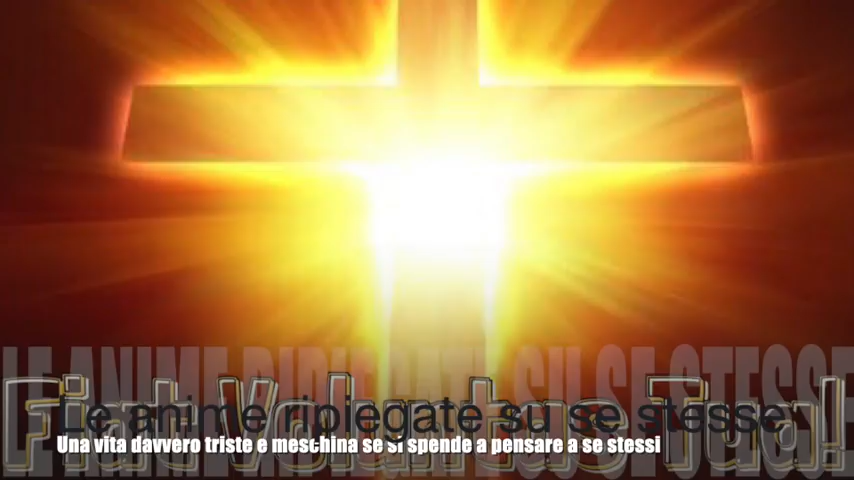 LE ANIME RIPIEGATE SU SE STESSE
Fiat Voluntas Tua!
Le anime ripiegate su se stesse
Una vita davvero triste e meschina se si spende a pensare a se stessi